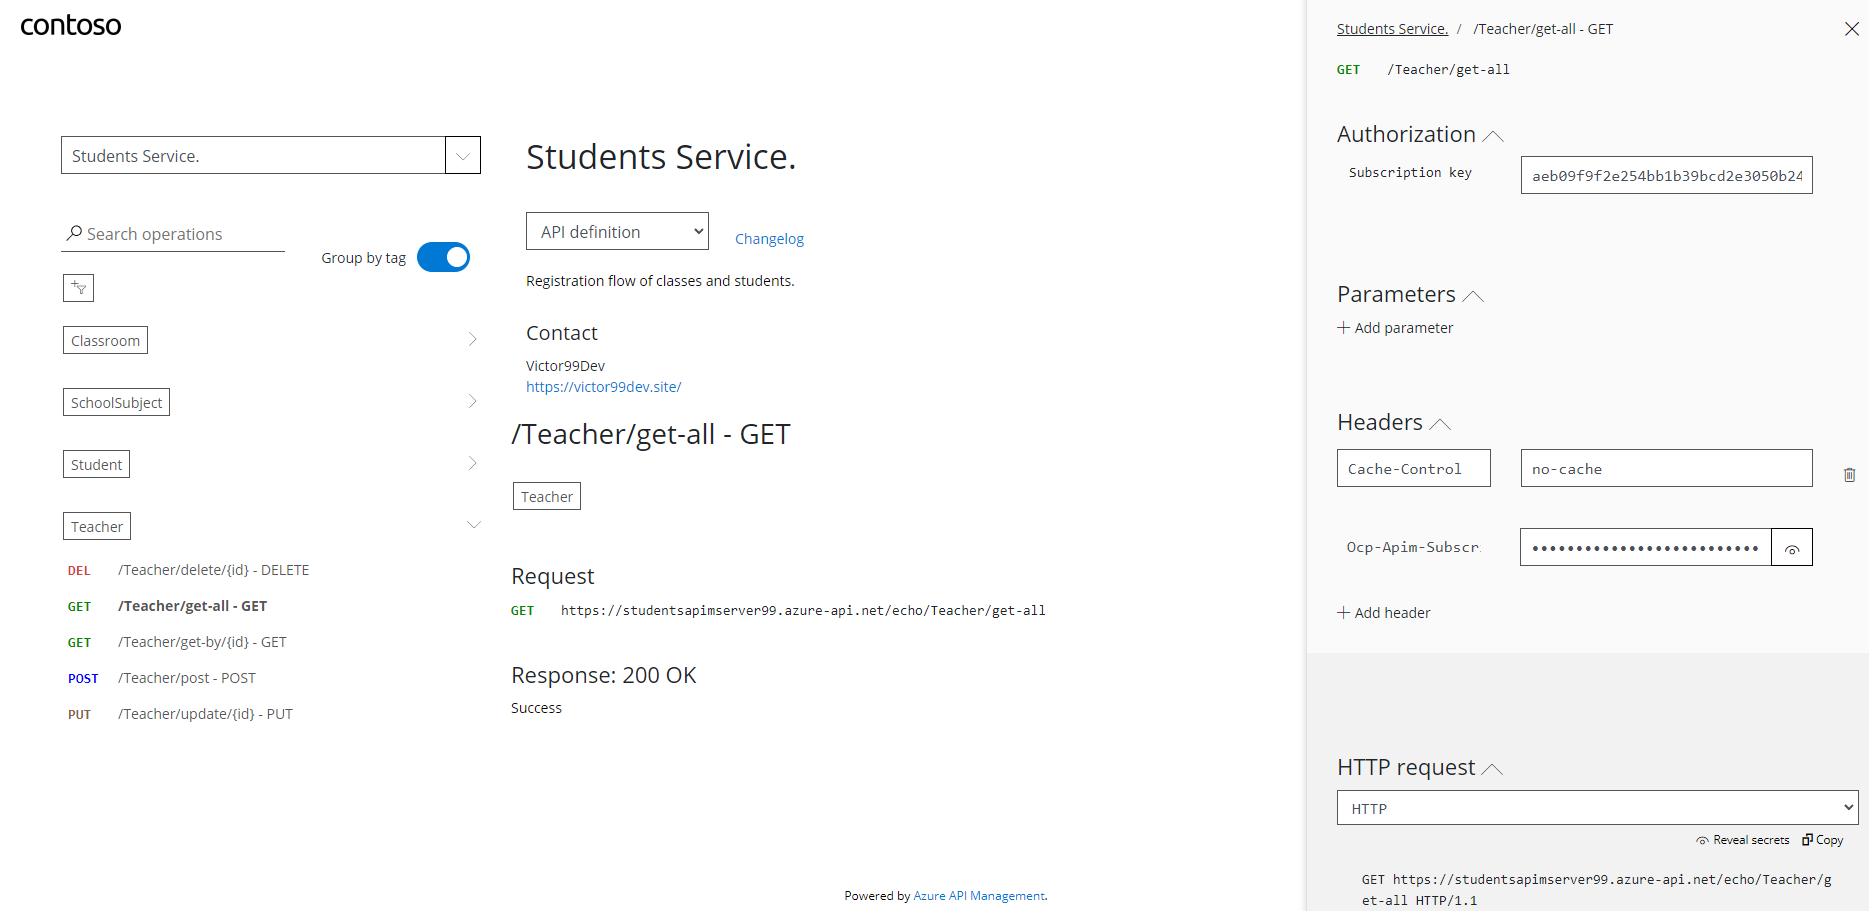 contoso
Students Service.
Search operations
Group by tag
Classroom
SchoolSubject
Student
Teacher
DEL /Teacher/delete/{id} - DELETE
GET /Teacher/get-all - GET
GET /Teacher/get-by/{id} - GET
POST /Teacher/post - POST
PUT /Teacher/update/{id} - PUT
Students Service.
API definition
Changelog
Registration flow of classes and students.
Contact
Victor99Dev
https://victor99dev.site/
/Teacher/get-all - GET
Teacher
Request
GET https://studentsapimserver99.azure-api.net/echo/Teacher/get-all
Response: 200 OK
Success
Powered by Azure API Management.
Students Service. / /Teacher/get-all - GET
GET /Teacher/get-all
Authorization
Subscription key aeb09f9f2e254bb1b39bcd2e3050b24
Parameters
+ Add parameter
Headers
Cache-Control no-cache
Ocp-Apim-Subscr ••••••••••••••••••••••••••
+ Add header
HTTP request
HTTP
Reveal secrets Copy
GET https://studentsapimserver99.azure-api.net/echo/Teacher/g
et-all HTTP/1.1